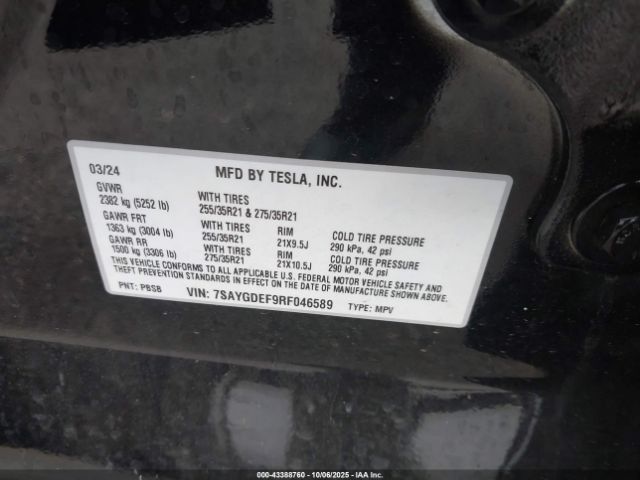 03/24 MFD BY TESLA, INC.
GVWR WITH TIRES
2382 kg (5252 lb) 255/35R21 & 275/35R21
GAWR FRT WITH TIRES RIM COLD TIRE PRESSURE
1363 kg (3004 lb) 255/35R21 21X9.5J 290 kPa, 42 psi
GAWR RR WITH TIRES RIM COLD TIRE PRESSURE
1500 kg (3306 lb) 275/35R21 21X10.5J 290 kPa, 42 psi
THIS VEHICLE CONFORMS TO ALL APPLICABLE U.S. FEDERAL MOTOR VEHICLE SAFETY AND
THEFT PREVENTION STANDARDS IN EFFECT ON THE DATE OF MANUFACTURE SHOWN ABOVE.
PNT: PBSB VIN: 7SAYGDEF9RF046589 TYPE: MPV
© 000-43388760 - 10/06/2025 - © IAA Inc.